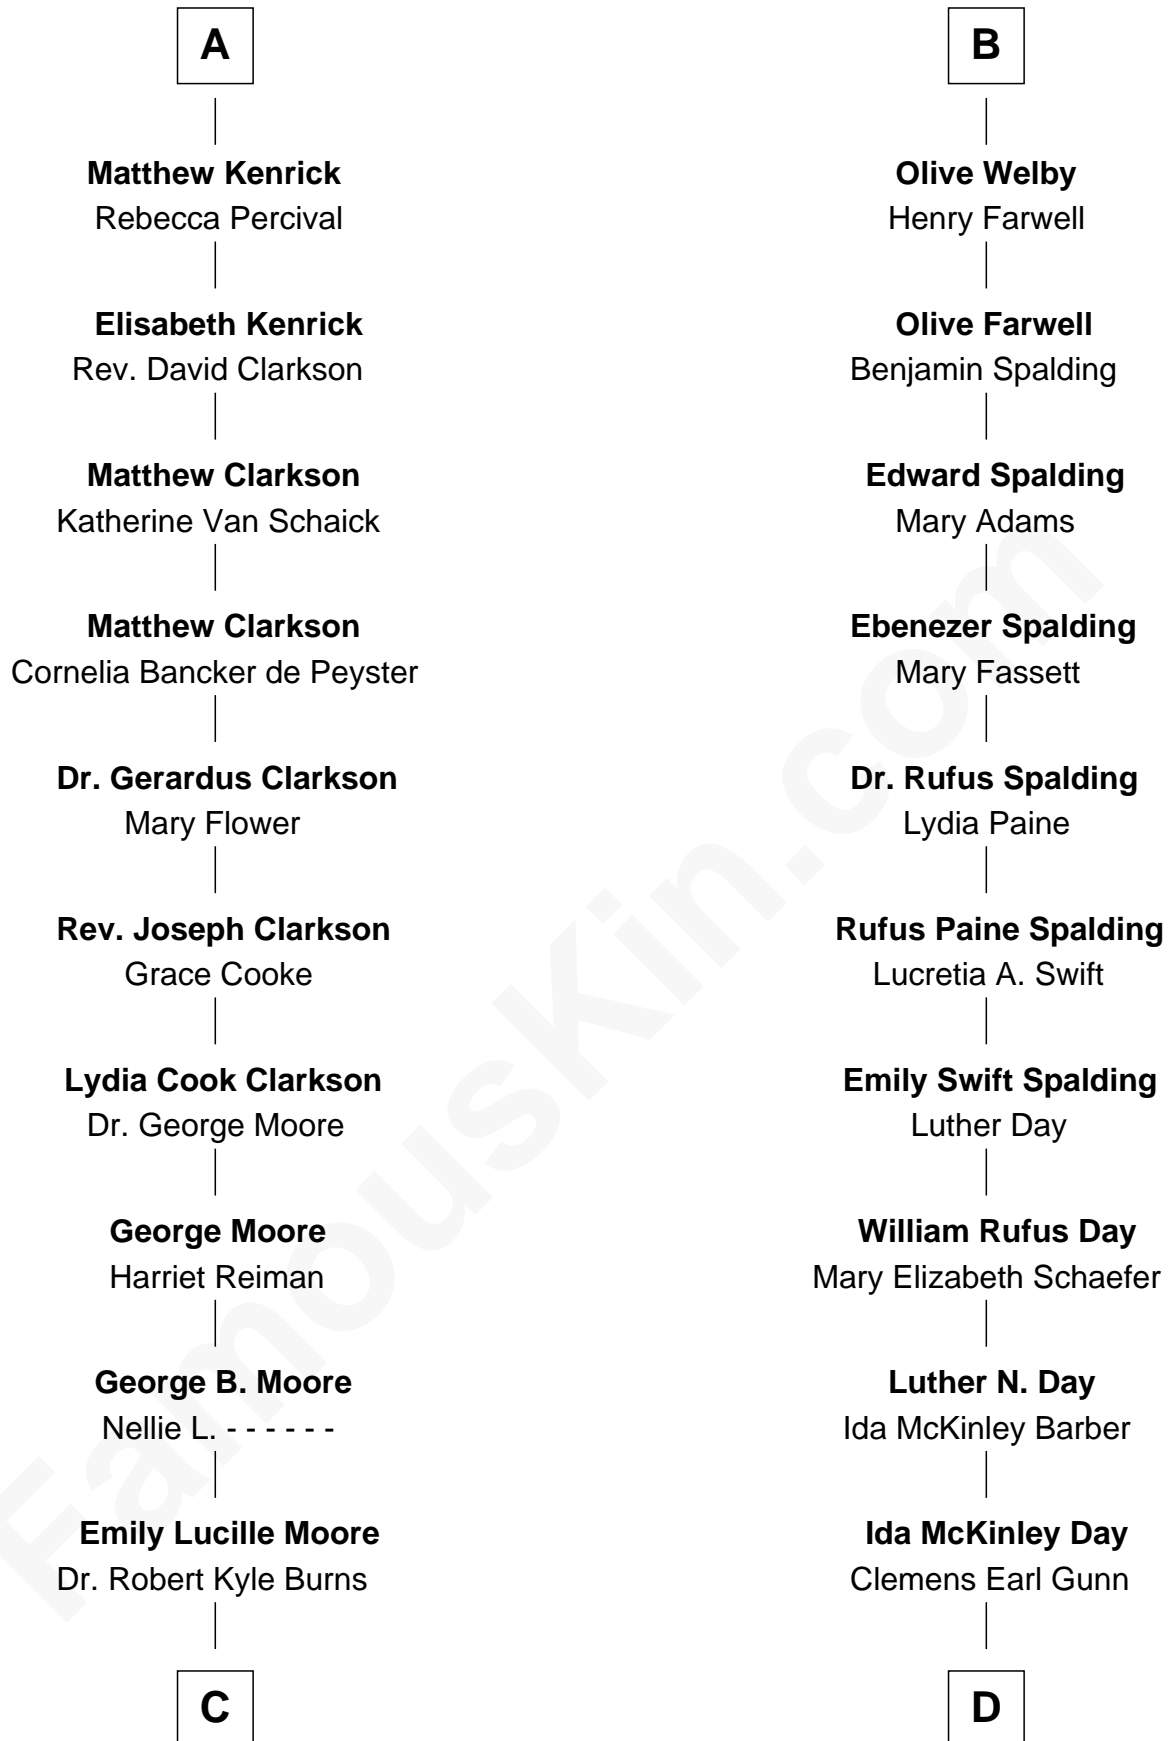 A
Matthew Kenrick
Rebecca Percival
Elisabeth Kenrick
Rev. David Clarkson
Matthew Clarkson
Katherine Van Schaick
Matthew Clarkson
Cornelia Bancker de Peyster
Dr. Gerardus Clarkson
Mary Flower
Rev. Joseph Clarkson
Grace Cooke
Lydia Cook Clarkson
Dr. George Moore
George Moore
Harriet Reiman
George B. Moore
Nellie L. - - - - - -
Emily Lucille Moore
Dr. Robert Kyle Burns
C
B
Olive Welby
Henry Farwell
Olive Farwell
Benjamin Spalding
Edward Spalding
Mary Adams
Ebenezer Spalding
Mary Fassett
Dr. Rufus Spalding
Lydia Paine
Rufus Paine Spalding
Lucretia A. Swift
Emily Swift Spalding
Luther Day
William Rufus Day
Mary Elizabeth Schaefer
Luther N. Day
Ida McKinley Barber
Ida McKinley Day
Clemens Earl Gunn
D
FamousKin.com